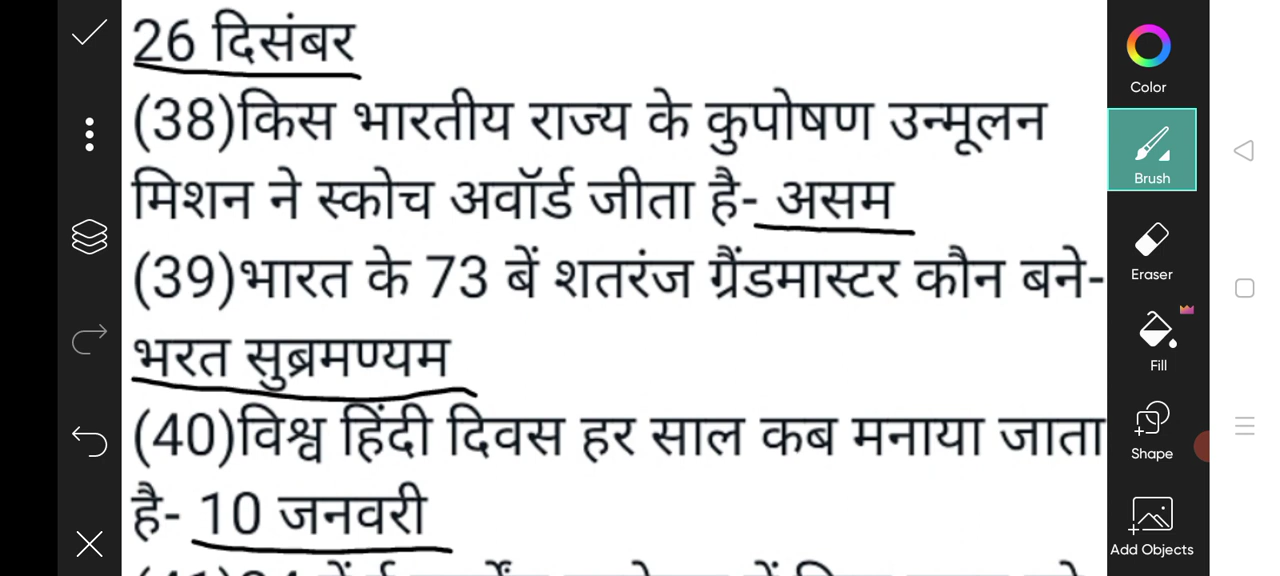 26 दिसंबर
Color
(38)किस भारतीय राज्य के कुपोषण उन्मूलन
मिशन ने स्कोच अवॉर्ड जीता है- असम
Brush
(39)भारत के 73 बें शतरंज ग्रैंडमास्टर कौन बने-
Eraser
भरत सुब्रमण्यम
Fill
(40)विश्व हिंदी दिवस हर साल कब मनाया जाता
Shape
है- 10 जनवरी
Add Objects